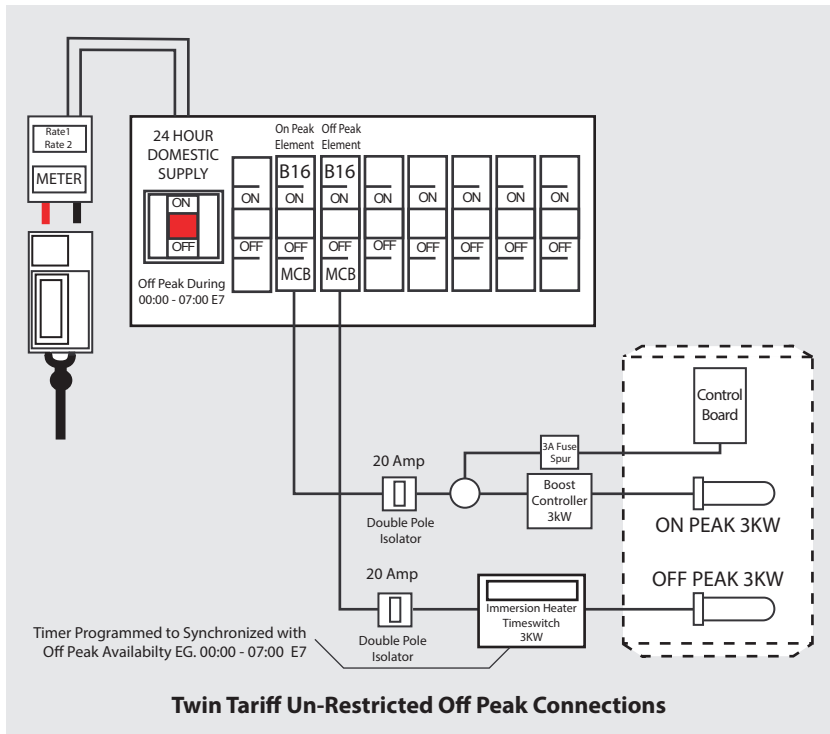 Rate1
Rate 2
METER
24 HOUR
DOMESTIC
SUPPLY
ON
OFF
Off Peak During
00:00 - 07:00 E7
On Peak
Element
Off Peak
Element
B16
B16
ON
ON
ON
ON
ON
ON
ON
ON
OFF
OFF
OFF
OFF
OFF
OFF
OFF
OFF
MCB
MCB
Control
Board
3A Fuse
Spur
20 Amp
Double Pole
Isolator
Boost
Controller
3kW
ON PEAK 3KW
OFF PEAK 3KW
20 Amp
Double Pole
Isolator
Immersion Heater
Timeswitch
3KW
Timer Programmed to Synchronized with
Off Peak Availabilty EG. 00:00 - 07:00 E7
Twin Tariff Un-Restricted Off Peak Connections